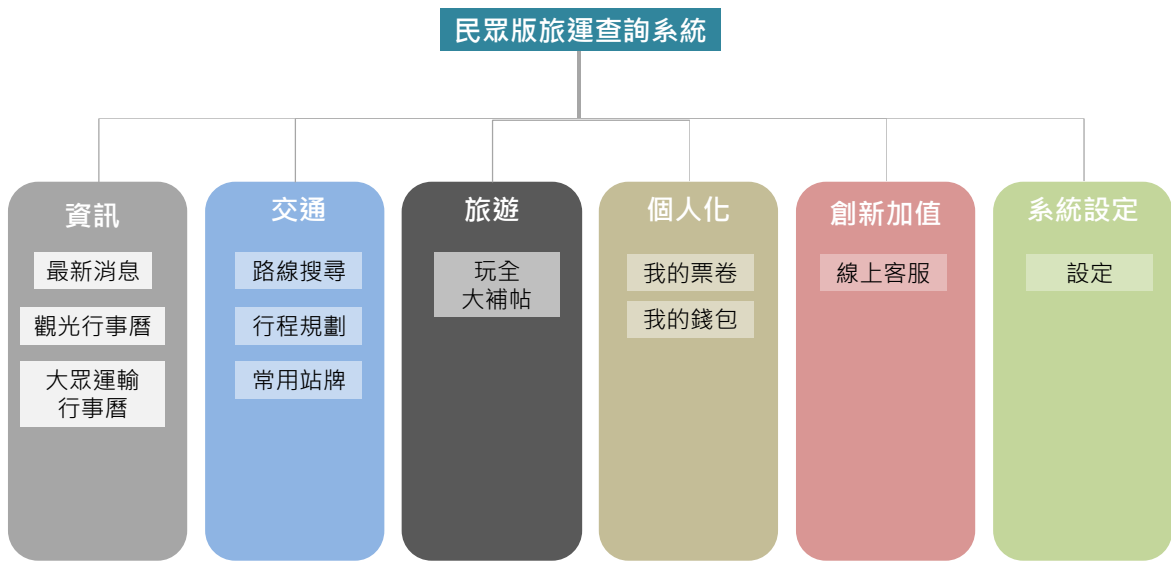 民眾版旅運查詢系統
資訊
最新消息
觀光行事曆
大眾運輸
行事曆
交通
路線搜尋
行程規劃
常用站牌
旅遊
玩全
大補帖
個人化
我的票卷
我的錢包
創新加值
線上客服
系統設定
設定